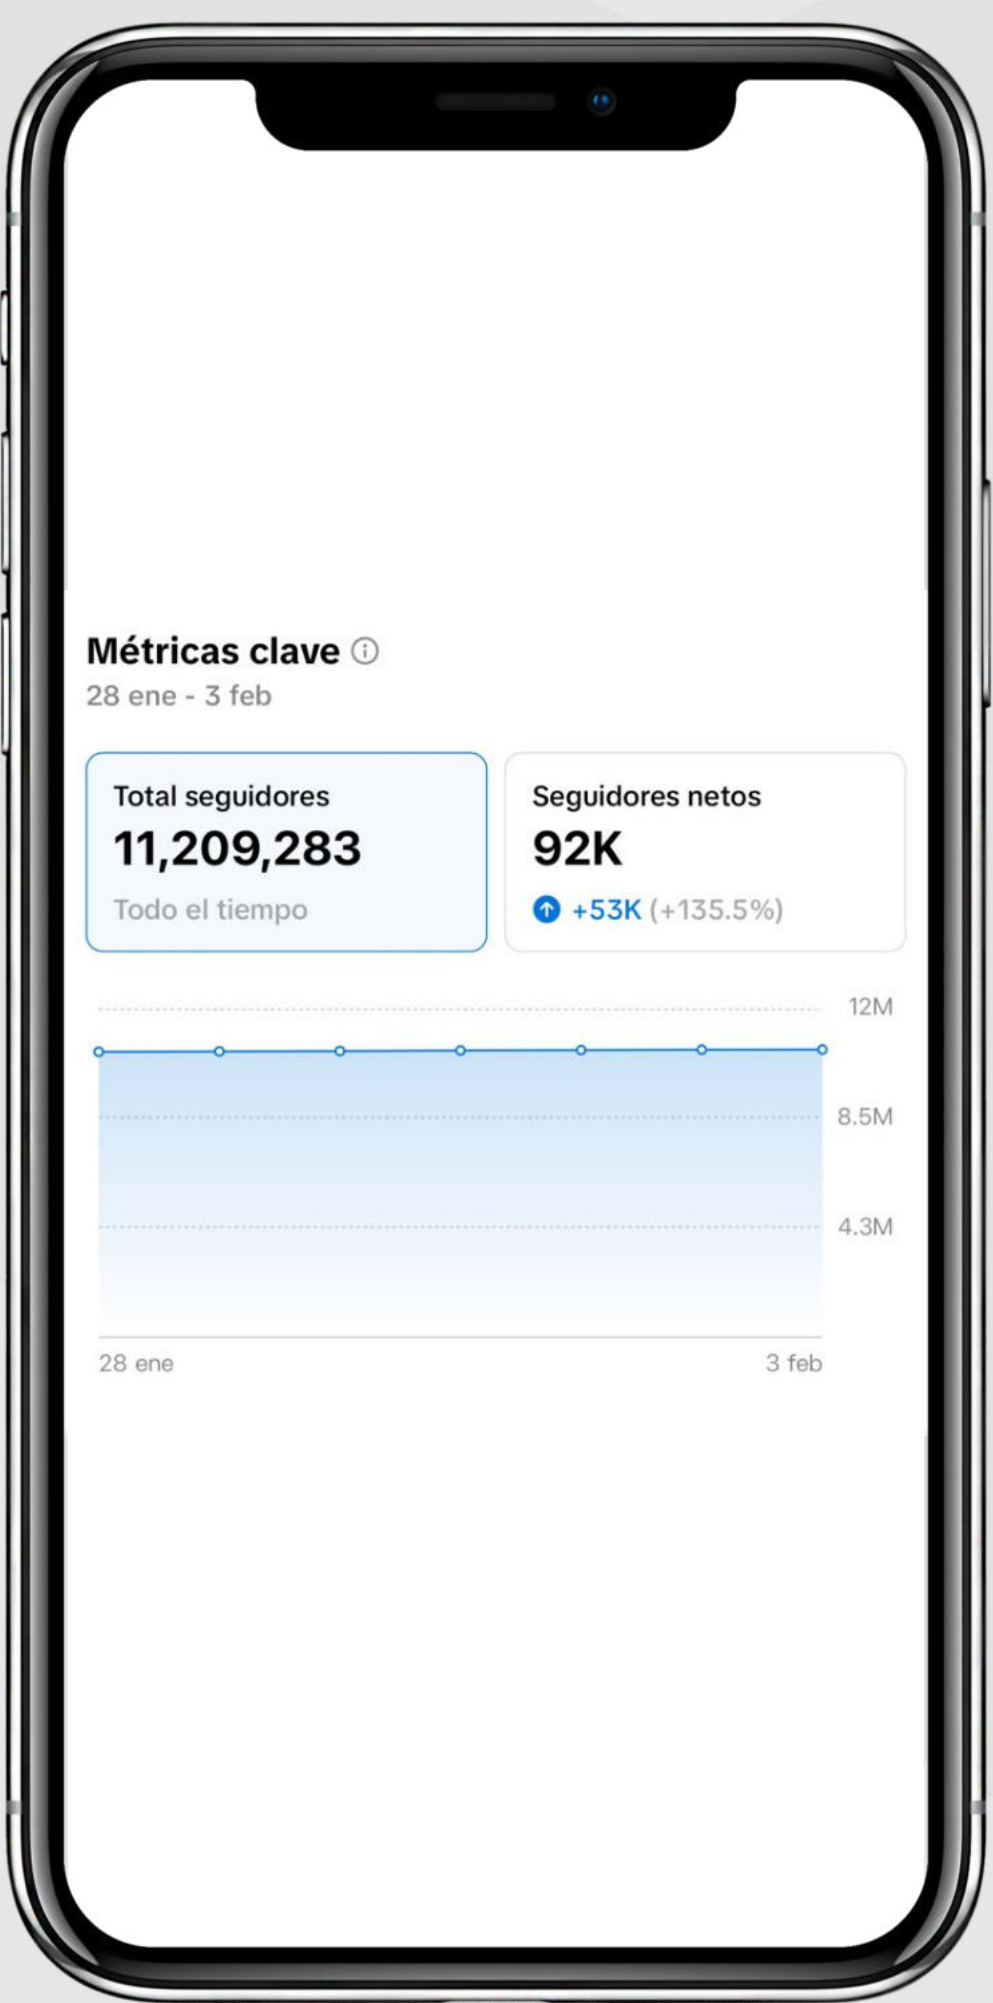 Métricas clave
28 ene - 3 feb
Total seguidores
11,209,283
Todo el tiempo
Seguidores netos
92K
+53K (+135.5%)
12M
8.5M
4.3M
28 ene
3 feb